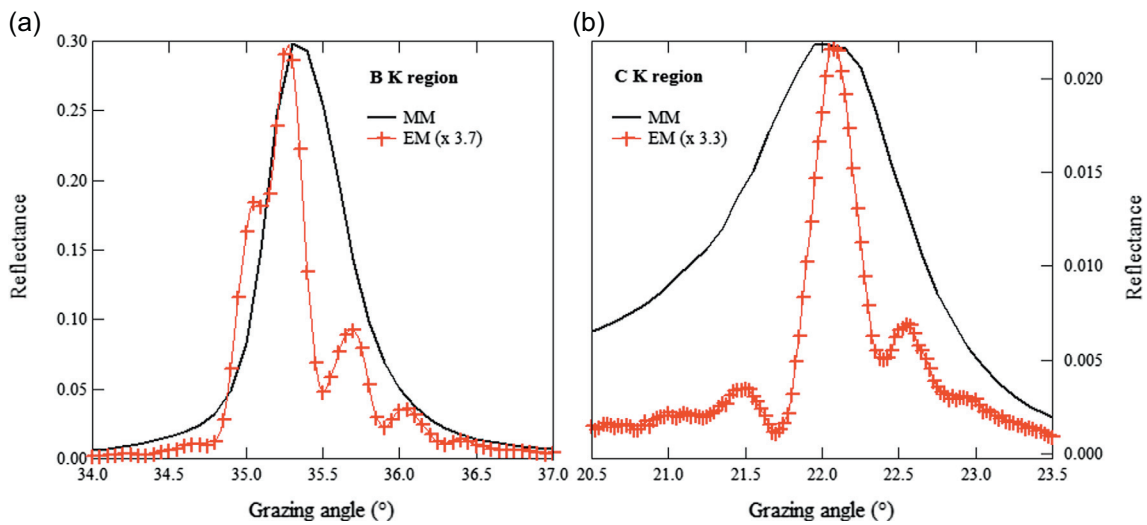 (a)
(b)
B K region
MM
EM (x 3.7)
Reflectance
0.30
0.25
0.20
0.15
0.10
0.05
0.00
34.0 34.5 35.0 35.5 36.0 36.5 37.0
Grazing angle (°)
C K region
MM
EM (x 3.3)
0.020
0.015
0.010
0.005
0.000
Reflectance
20.5 21.0 21.5 22.0 22.5 23.0 23.5
Grazing angle (°)